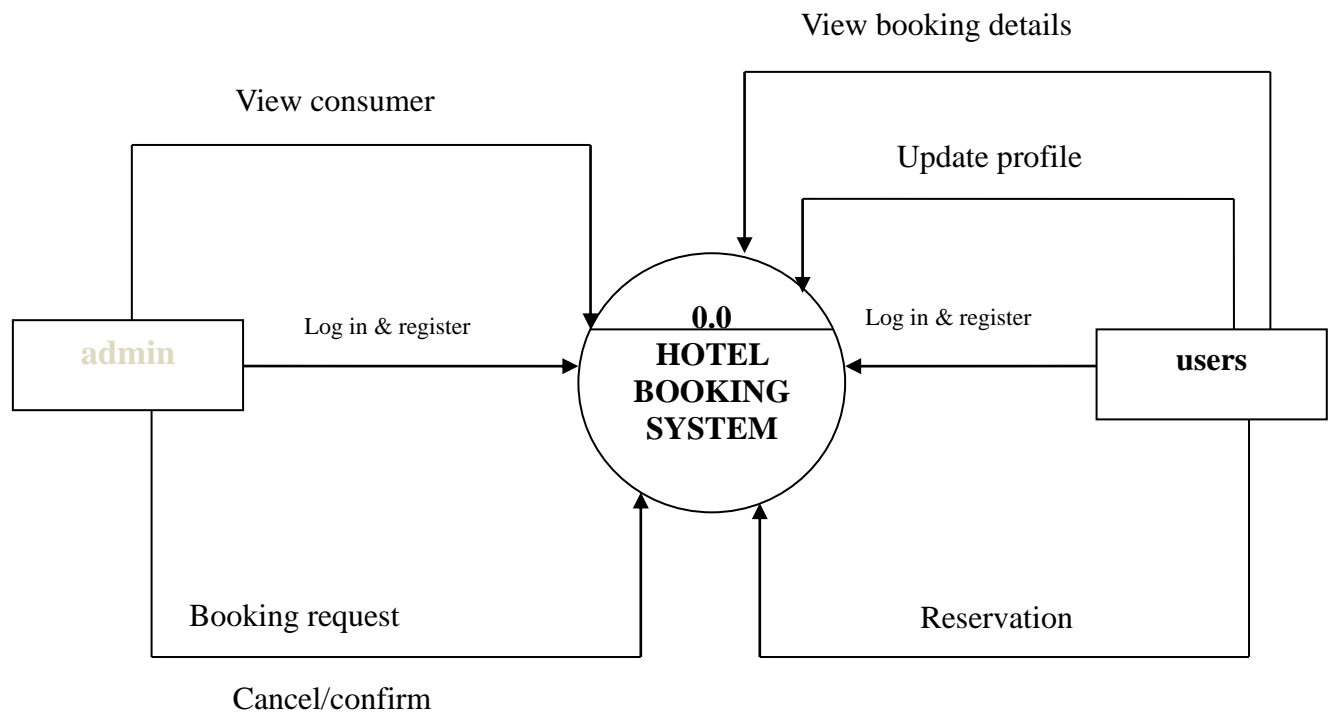 View booking details
View consumer
Update profile
Log in & register
0.0
Log in & register
admin
HOTEL
users
BOOKING
SYSTEM
Booking request
Reservation
Cancel/confirm